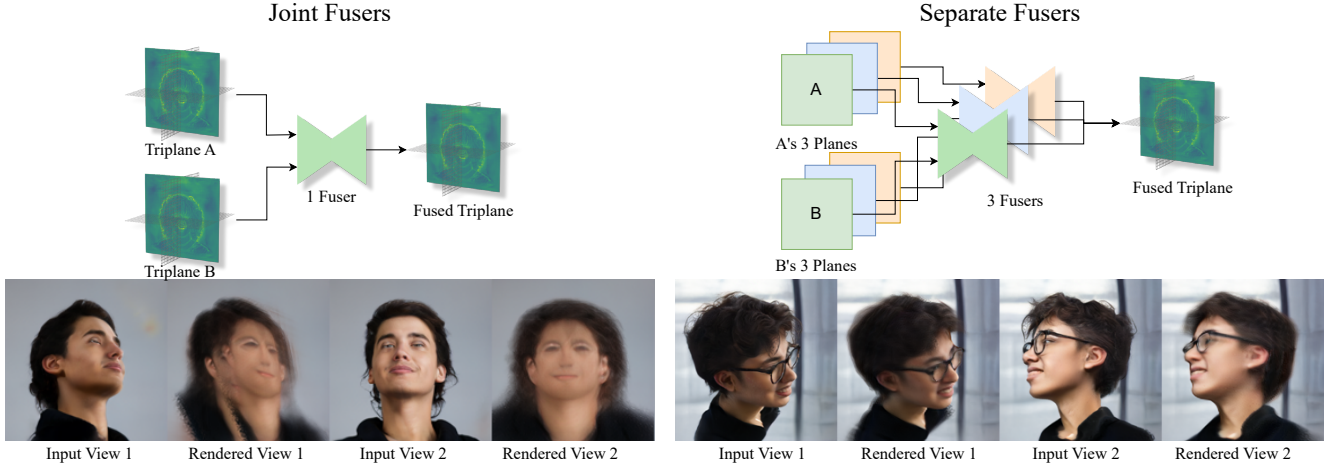 Joint Fusers
Triplane A
Triplane B
1 Fuser
Fused Triplane
Input View 1
Rendered View 1
Input View 2
Rendered View 2
Separate Fusers
A
A's 3 Planes
B
B's 3 Planes
3 Fusers
Fused Triplane
Input View 1
Rendered View 1
Input View 2
Rendered View 2